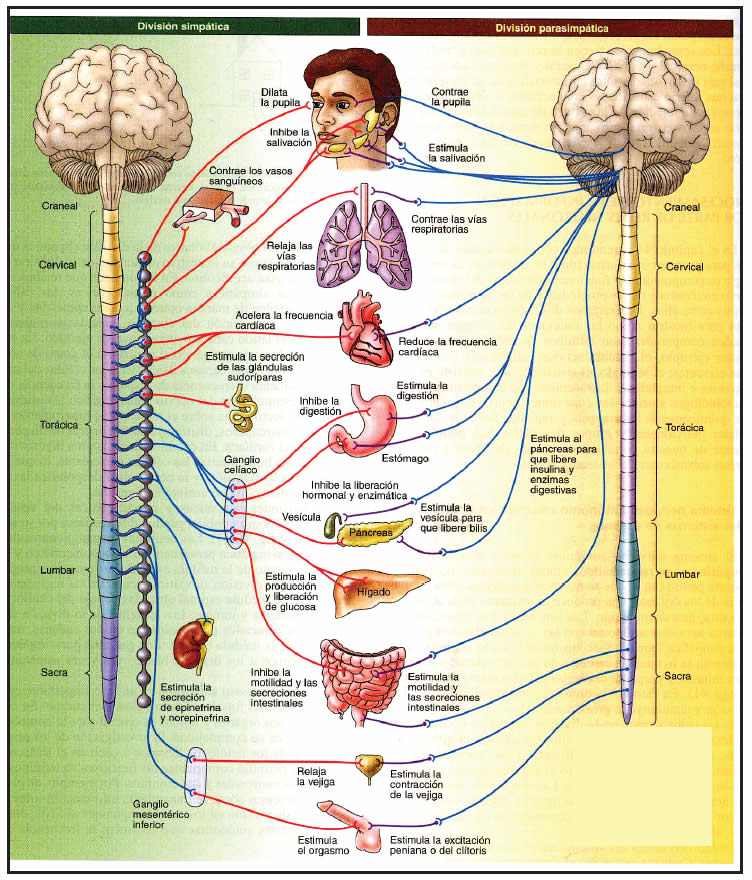 División simpática
División parasimpática
Dilata
la pupila
Contrae
la pupila
Inhibe la
salivación
Estimula
la salivación
Contrae los vasos
sanguíneos
Craneal
Craneal
Contrae las vías
respiratorias
Relaja las
vías
respiratorias
Cervical
Cervical
Acelera la frecuencia
cardíaca
Reduce la frecuencia
cardíaca
Estimula la secreción
de las glándulas
sudoríparas
Estimula la
digestión
Inhibe la
digestión
Torácica
Torácica
Ganglio
celíaco
Estómago
Estimula al
páncreas para
que libere
insulina y
enzimas
digestivas
Inhibe la liberación
hormonal y enzimática
Vesícula
Páncreas
Estimula la
vesícula para
que libere bilis
Lumbar
Lumbar
Estimula la
producción
y liberación
de glucosa
Hígado
Sacra
Sacra
Estimula la
secreción
de epinefrina
y norepinefrina
Inhibe la
motilidad y las
secreciones
intestinales
Estimula la
motilidad y
las secreciones
intestinales
Relaja
la vejiga
Estimula la
contracción
de la vejiga
Ganglio
mesentérico
inferior
Estimula
el orgasmo
Estimula la excitación
peniana o del clítoris